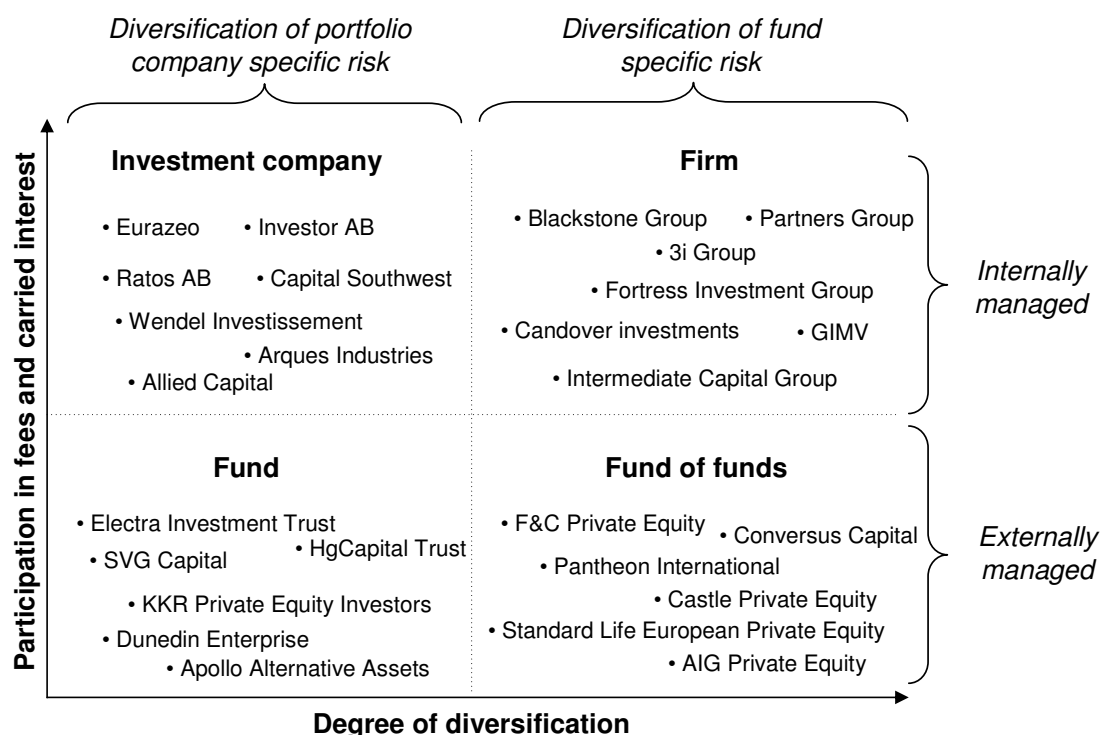 Diversification of portfolio
company specific risk
Diversification of fund
specific risk
Participation in fees and carried interest
Investment company
• Eurazeo
• Investor AB
• Ratos AB
• Capital Southwest
• Wendel Investissement
• Arques Industries
• Allied Capital
Firm
• Blackstone Group
• Partners Group
• 3i Group
• Fortress Investment Group
• Candover investments
• GIMV
• Intermediate Capital Group
Internally
managed
Fund
• Electra Investment Trust
• HgCapital Trust
• SVG Capital
• KKR Private Equity Investors
• Dunedin Enterprise
• Apollo Alternative Assets
Fund of funds
• F&C Private Equity
• Conversus Capital
• Pantheon International
• Castle Private Equity
• Standard Life European Private Equity
• AIG Private Equity
Externally
managed
Degree of diversification